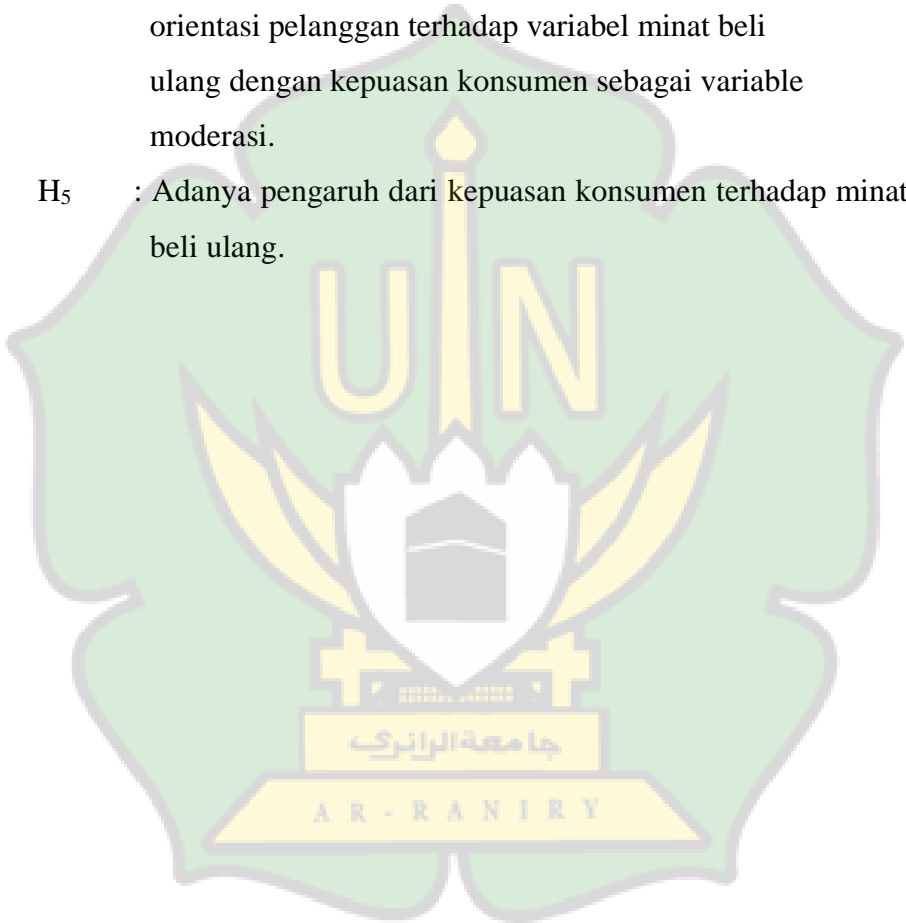 orientasi pelanggan terhadap variabel minat beli
ulang dengan kepuasan konsumen sebagai variable
moderasi.
H₅ : Adanya pengaruh dari kepuasan konsumen terhadap minat
beli ulang.
UIN
جامعة الرانري
AR-RANIRY